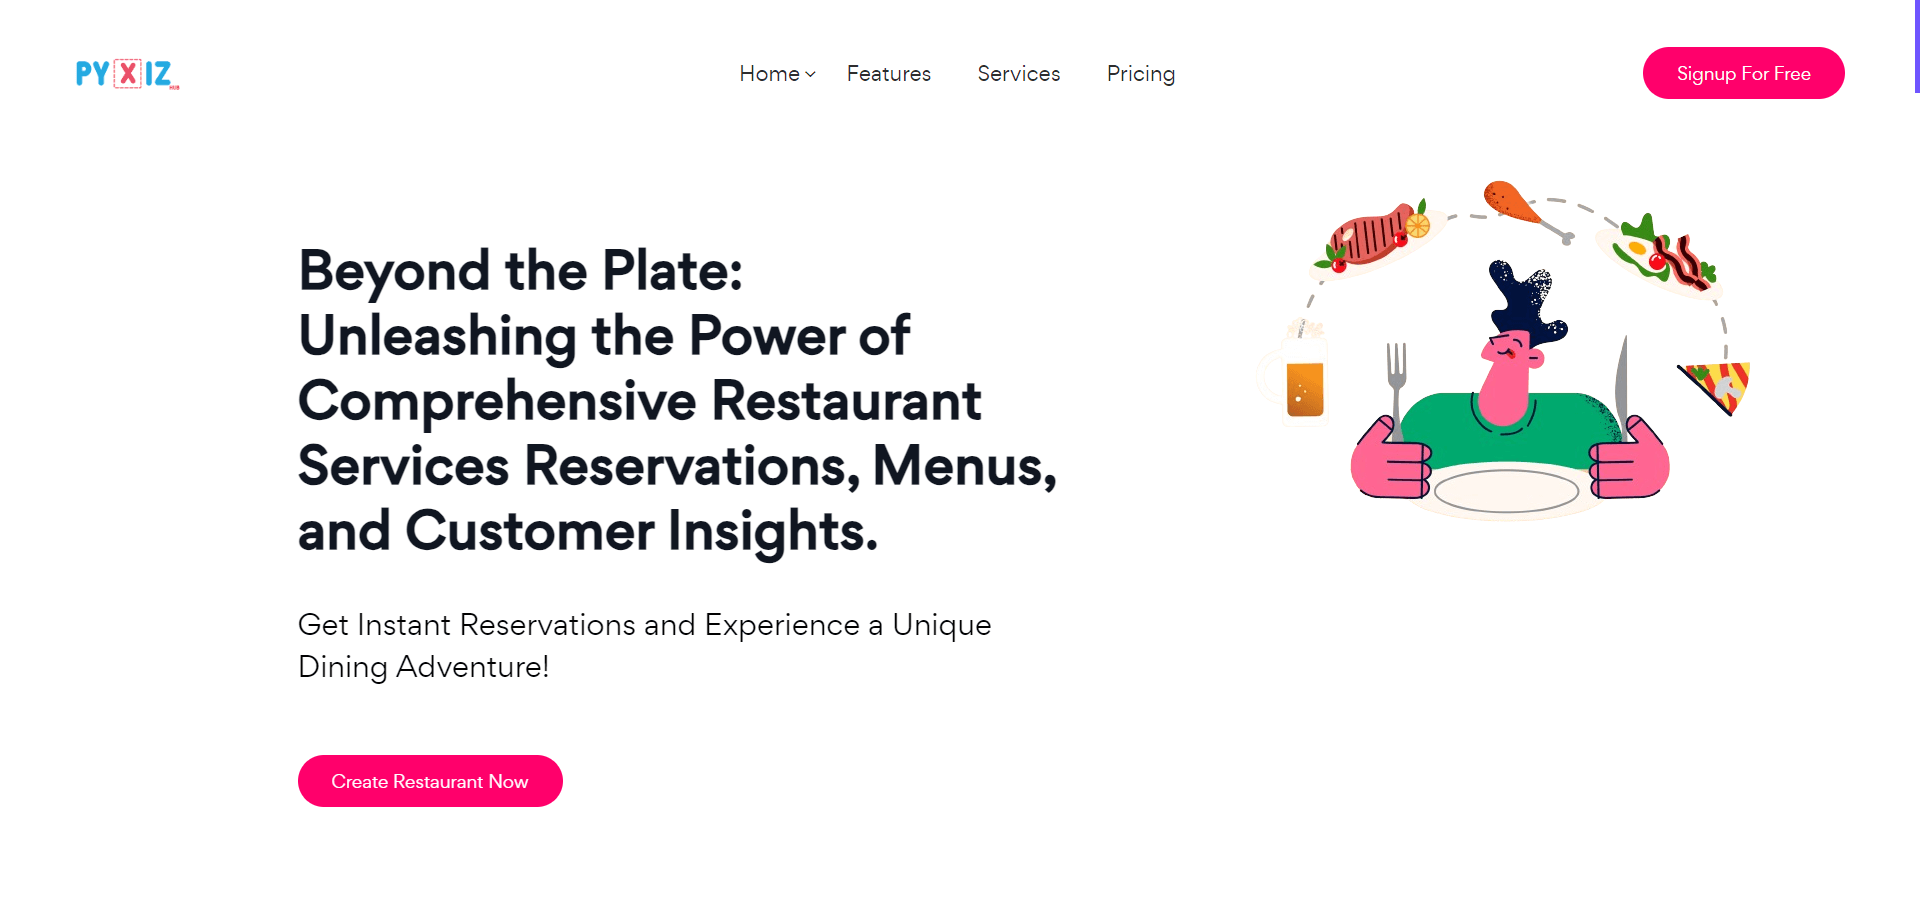 PYXIZ
HUB
Home
Features
Services
Pricing
Signup For Free
Beyond the Plate:
Unleashing the Power of
Comprehensive Restaurant
Services Reservations, Menus,
and Customer Insights.
Get Instant Reservations and Experience a Unique
Dining Adventure!
Create Restaurant Now